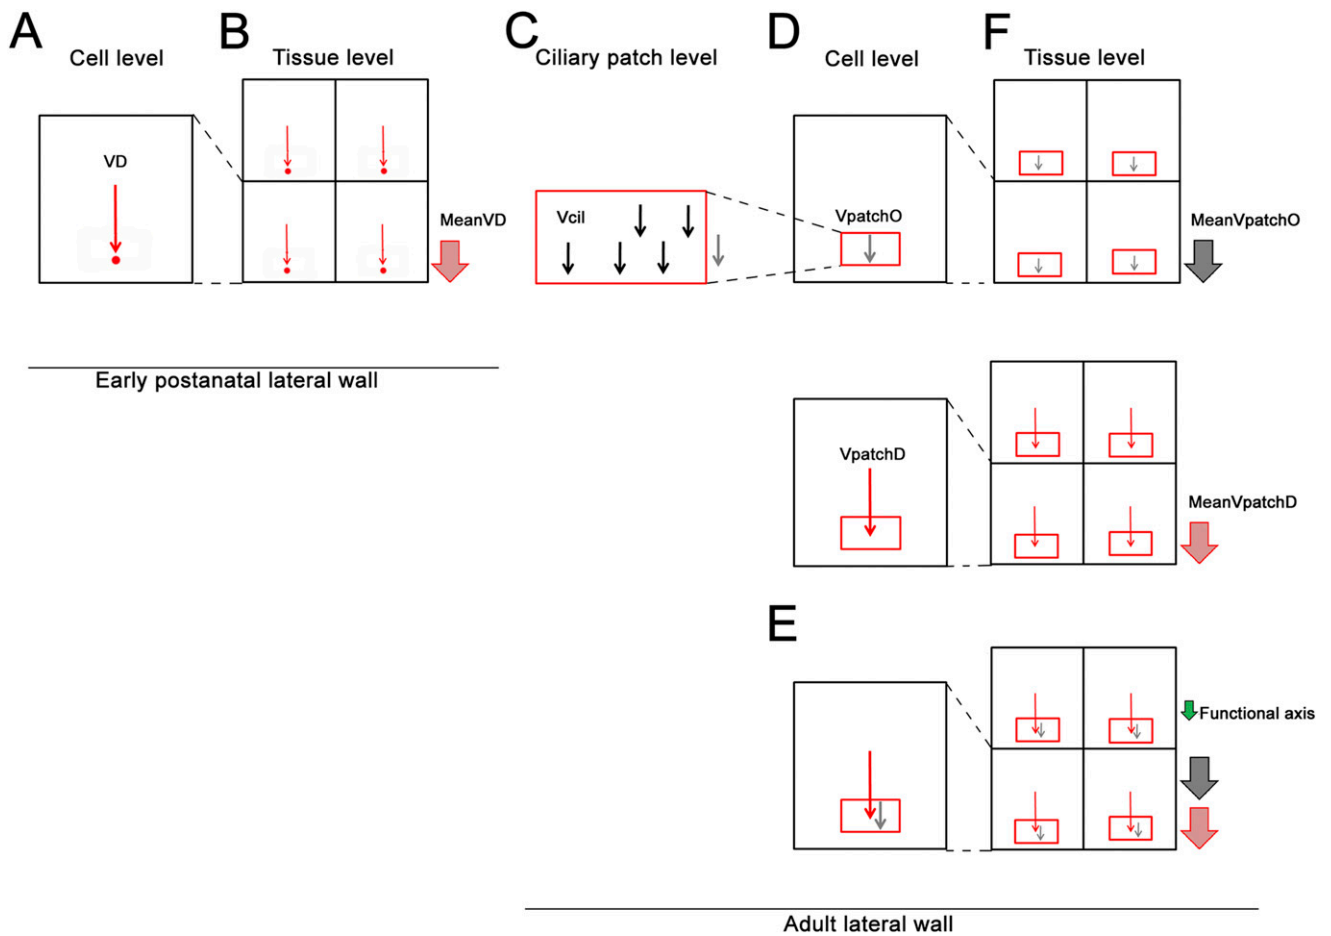 A
B
C
D
F
Cell level
Tissue level
Ciliary patch level
Cell level
Tissue level
VD
MeanVD
Vcil
VpatchO
MeanVpatchO
Early postanatal lateral wall
VpatchD
MeanVpatchD
E
Functional axis
Adult lateral wall